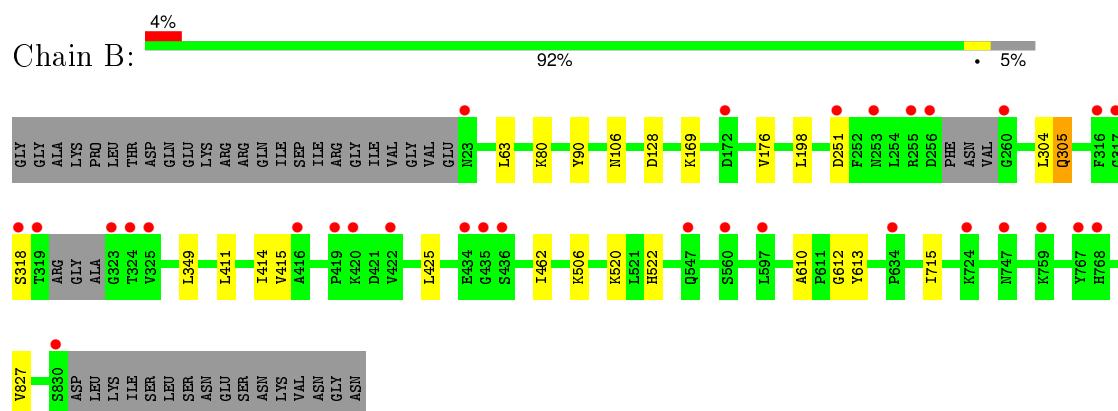 4%
Chain B:
92%
•
5%
GLY GLY ALA LYS PRO LEU THR ASP GLN GLU LYS ARG ARG GLN ILE SEP ILE ARG GLY ILE VAL GLY VAL GLU N23 L63 K80 Y90 N106 D128 K169 D172 V176 L198 D251 F252 N253 L254 R255 D256 PHE ASN VAL G260 L304 Q305 F316 G317
S318 T319 ARG GLY ALA G323 T324 V325 L349 L411 I414 V415 A416 P419 K420 D421 V422 L425 E434 G435 S436 I462 K506 K520 L521 H522 Q547 S560 L597 A610 P611 G612 Y613 P634 I715 K724 N747 K759 Y767 H768
V827 S830 ASP LEU LYS ILE SER LEU SER ASN GLU SER ASN LYS VAL ASN GLY ASN